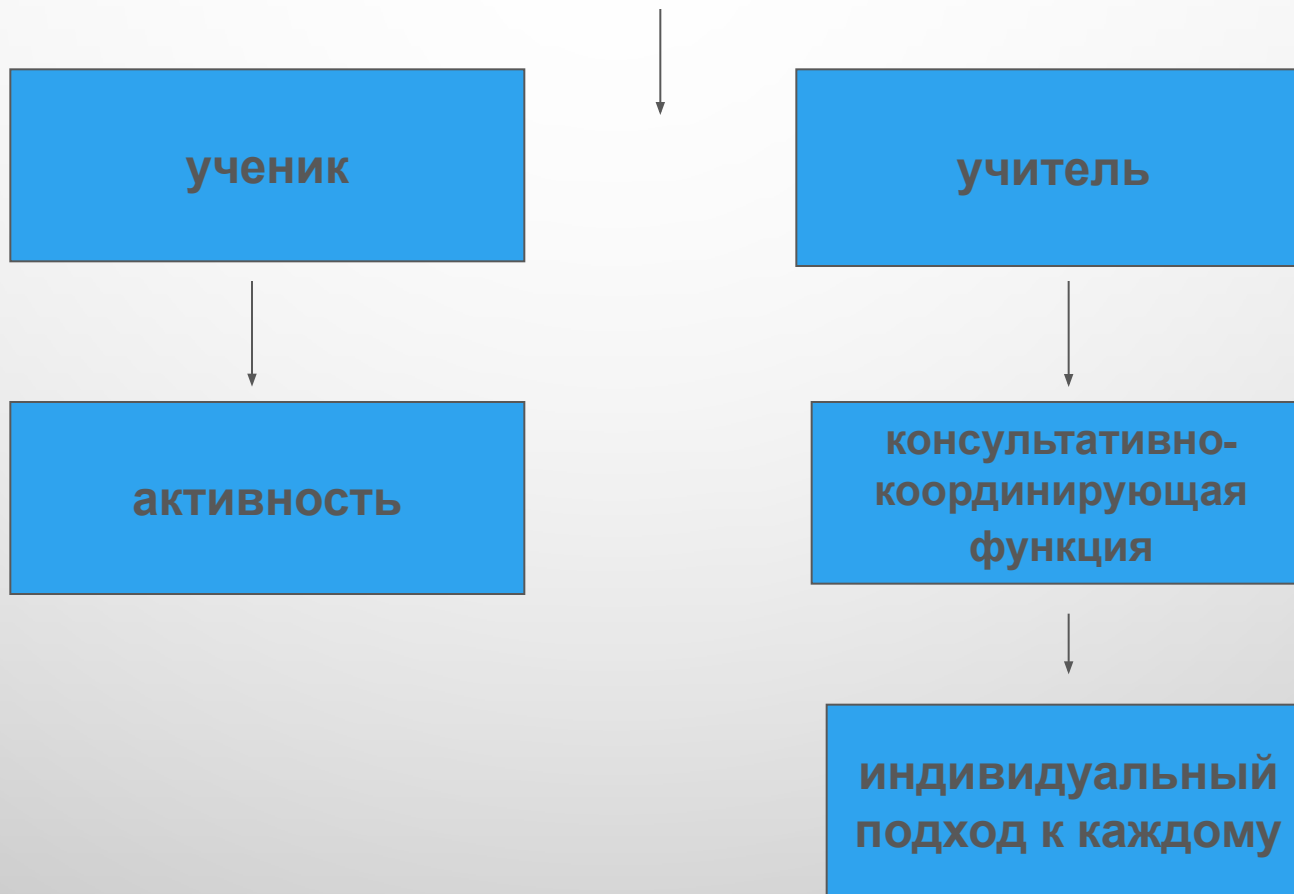 ученик
учитель
активность
консультативно-
координирующая
функция
индивидуальный
подход к каждому